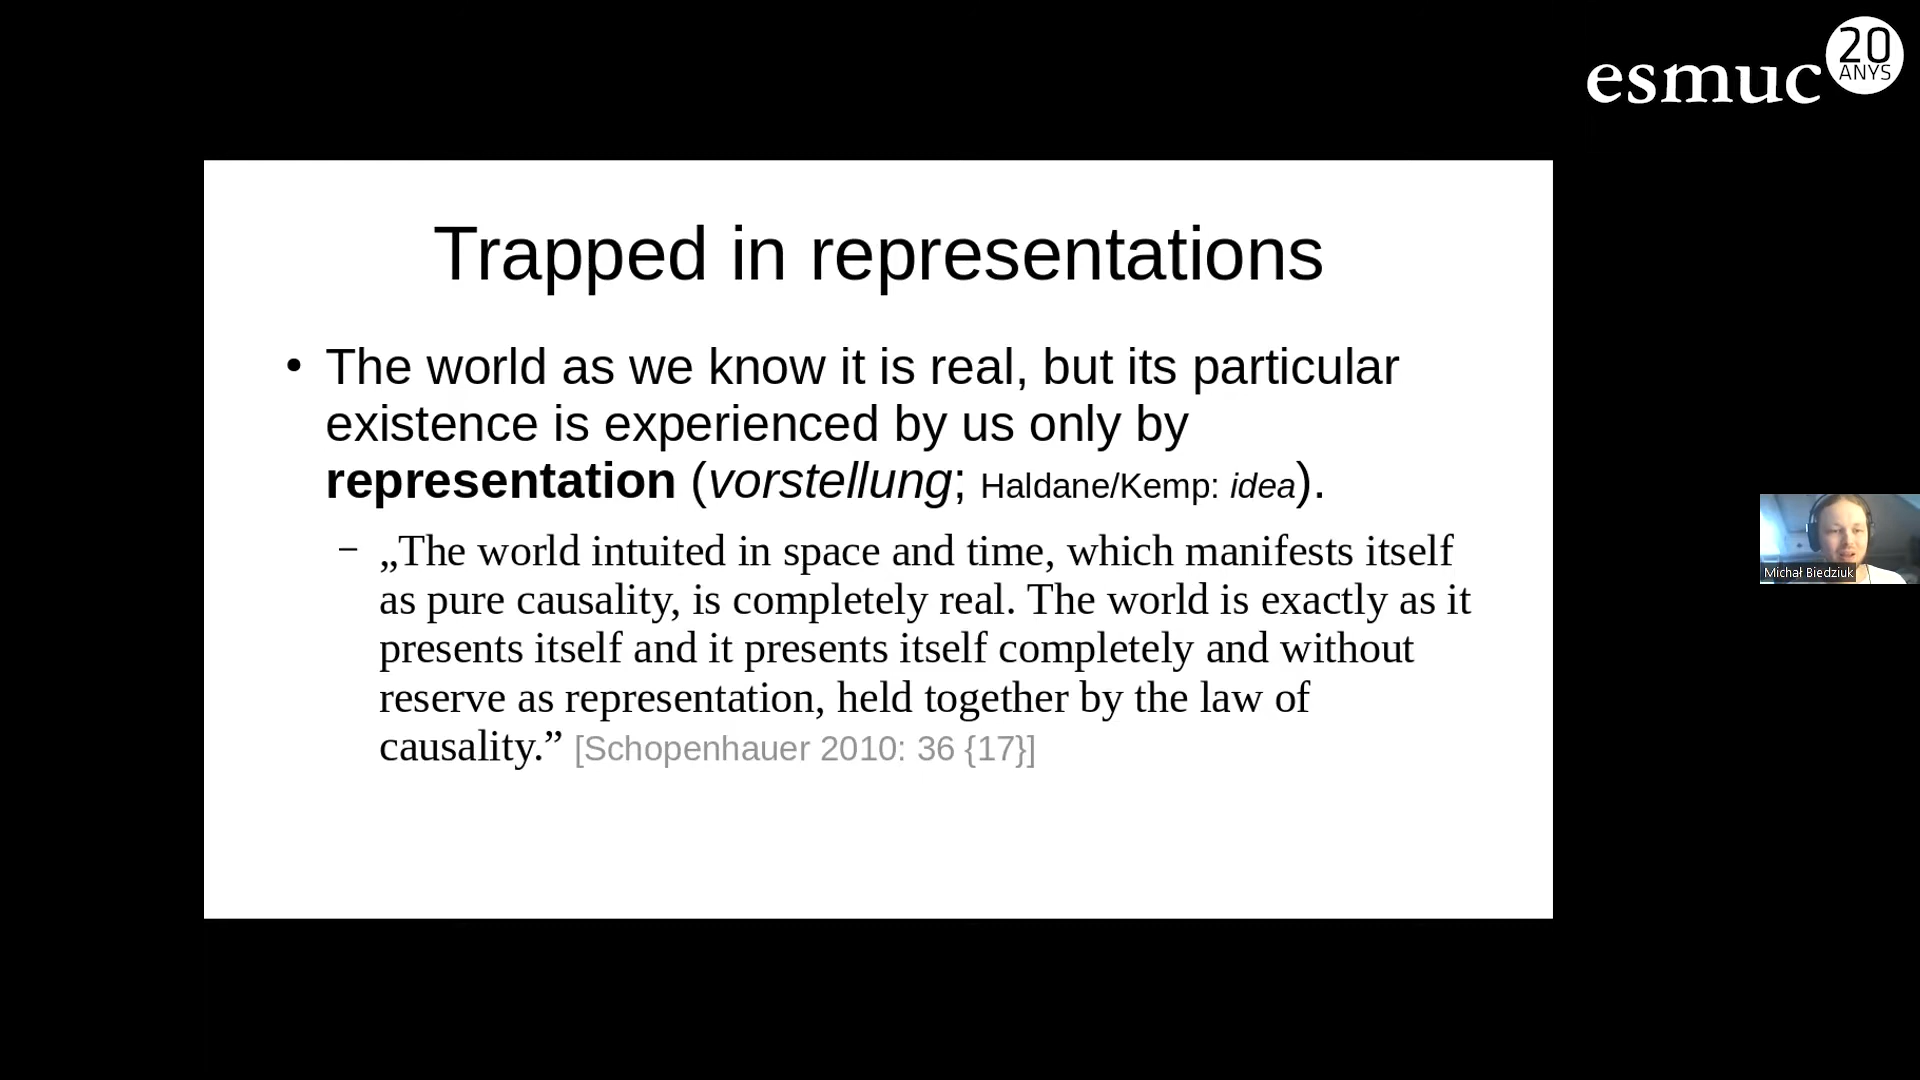 esmuc
20
ANYS
Trapped in representations
• The world as we know it is real, but its particular
existence is experienced by us only by
representation (vorstellung; Haldane/Kemp: idea).
– „The world intuited in space and time, which manifests itself
as pure causality, is completely real. The world is exactly as it
presents itself and it presents itself completely and without
reserve as representation, held together by the law of
causality.” [Schopenhauer 2010: 36 {17}]
Michał Biedziuk